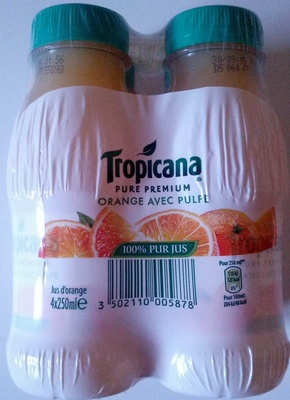 Tropicana
PURE PREMIUM
ORANGE AVEC PULPE
100% PUR JUS
Pour 250 ml
Jus d'orange
4x250ml e
Pour 100ml
3 502110 005878